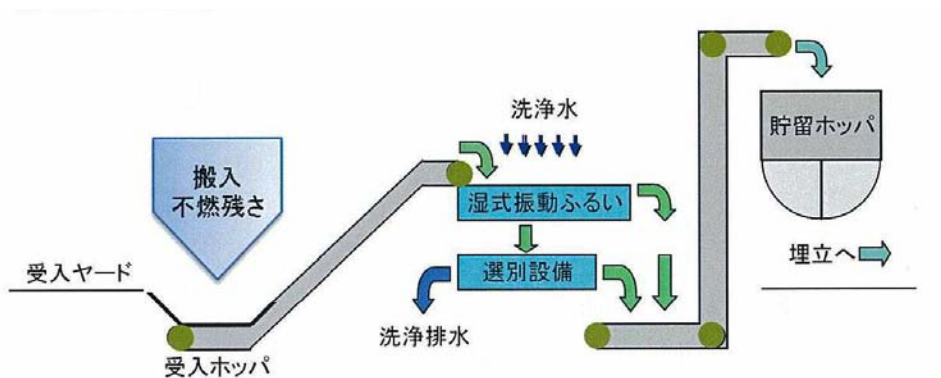 洗浄水
貯留ホッパ
搬入
不燃残さ
湿式振動ふるい
埋立へ
受入ヤード
選別設備
洗浄排水
受入ホッパ